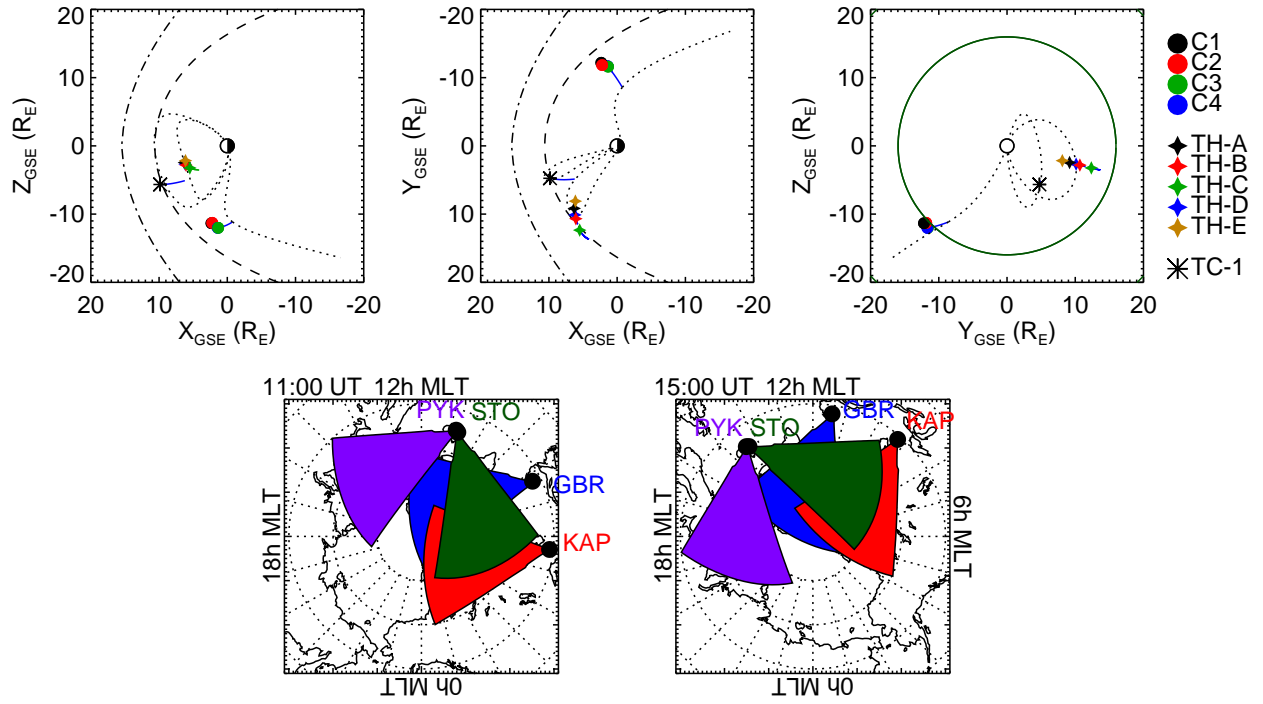 20
10
0
-10
-20
Z_GSE (R_E)
20 10 0 -10 -20
X_GSE (R_E)
-20
-10
0
10
20
Y_GSE (R_E)
20 10 0 -10 -20
X_GSE (R_E)
20
10
0
-10
-20
Z_GSE (R_E)
-20 -10 0 10 20
Y_GSE (R_E)
C1
C2
C3
C4
TH-A
TH-B
TH-C
TH-D
TH-E
TC-1
11:00 UT 12h MLT
PYK STO
GBR
KAP
18h MLT
0h MLT
15:00 UT 12h MLT
PYK STO
GBR
KAP
18h MLT
6h MLT
0h MLT